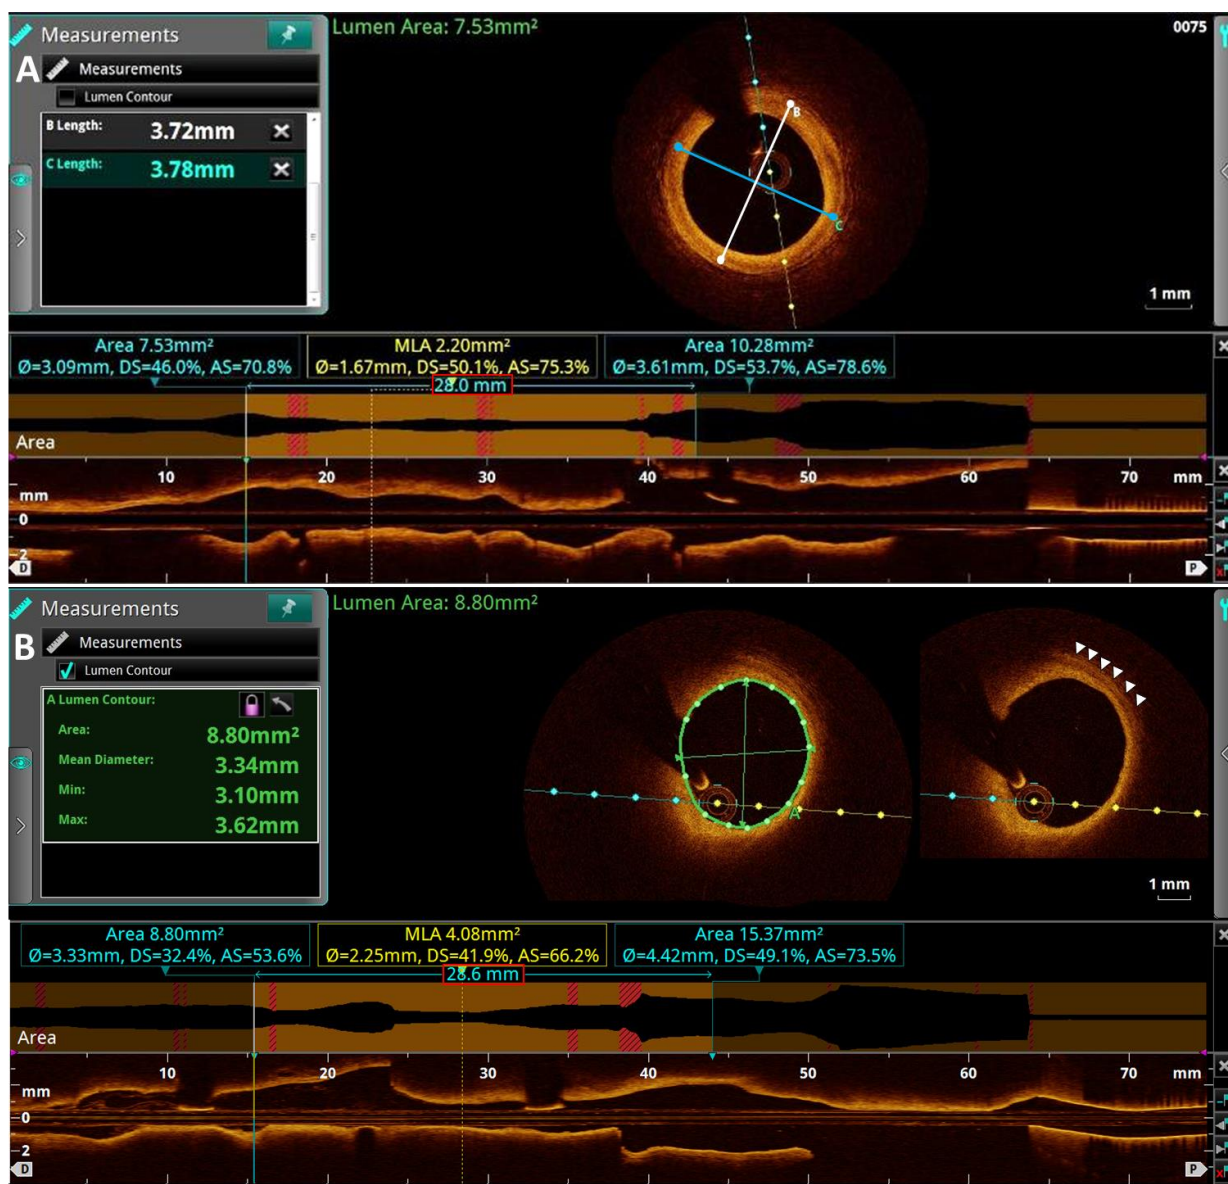 Measurements
A
Measurements
Lumen Contour
B Length: 3.72mm
C Length: 3.78mm
Lumen Area: 7.53mm²
0075
B
C
1 mm
Area 7.53mm²
Ø=3.09mm, DS=46.0%, AS=70.8%
MLA 2.20mm²
Ø=1.67mm, DS=50.1%, AS=75.3%
Area 10.28mm²
Ø=3.61mm, DS=53.7%, AS=78.6%
28.0 mm
Area
10 20 30 40 50 60 70 mm
mm
0
2
D P
Measurements
B
Measurements
Lumen Contour
A Lumen Contour:
Area: 8.80mm²
Mean Diameter: 3.34mm
Min: 3.10mm
Max: 3.62mm
Lumen Area: 8.80mm²
A
1 mm
Area 8.80mm²
Ø=3.33mm, DS=32.4%, AS=53.6%
MLA 4.08mm²
Ø=2.25mm, DS=41.9%, AS=66.2%
Area 15.37mm²
Ø=4.42mm, DS=49.1%, AS=73.5%
28.6 mm
Area
10 20 30 40 50 60 70 mm
mm
0
2
D P